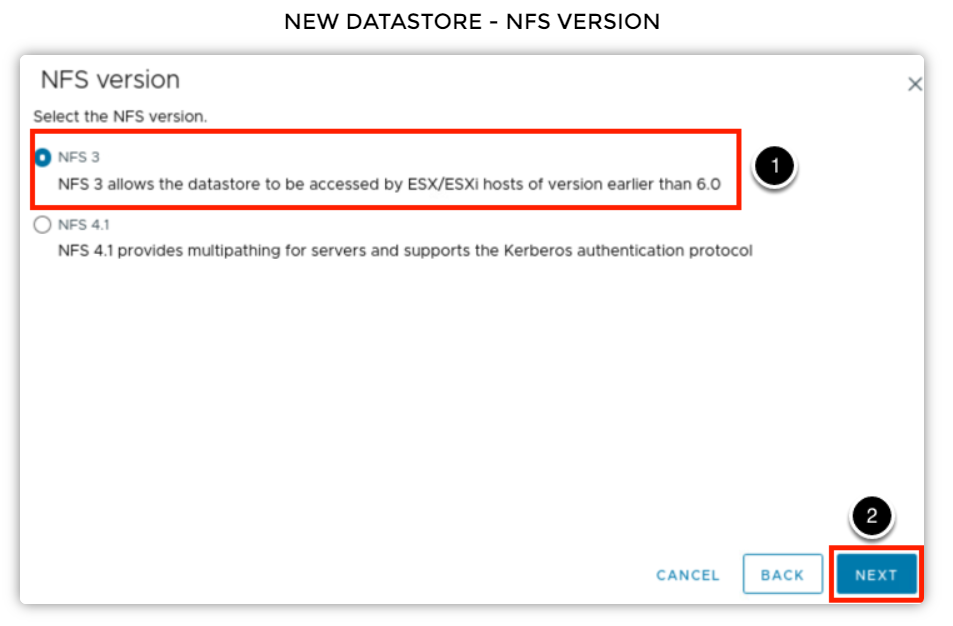 NEW DATASTORE - NFS VERSION
NFS version
Select the NFS version.
NFS 3
1
NFS 3 allows the datastore to be accessed by ESX/ESXi hosts of version earlier than 6.0
NFS 4.1
NFS 4.1 provides multipathing for servers and supports the Kerberos authentication protocol
2
CANCEL BACK NEXT